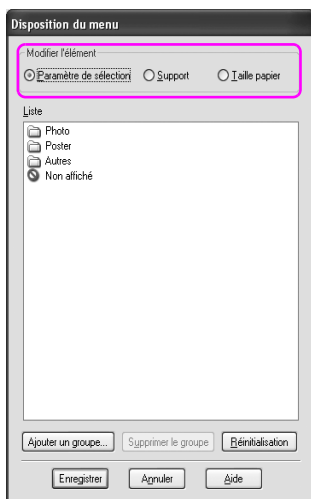 Disposition du menu
Modifier l'élément
Paramètre de sélection Support Taille papier
Liste
Photo
Poster
Autres
Non affiché
Ajouter un groupe... Supprimer le groupe Réinitialisation
Enregistrer Annuler Aide